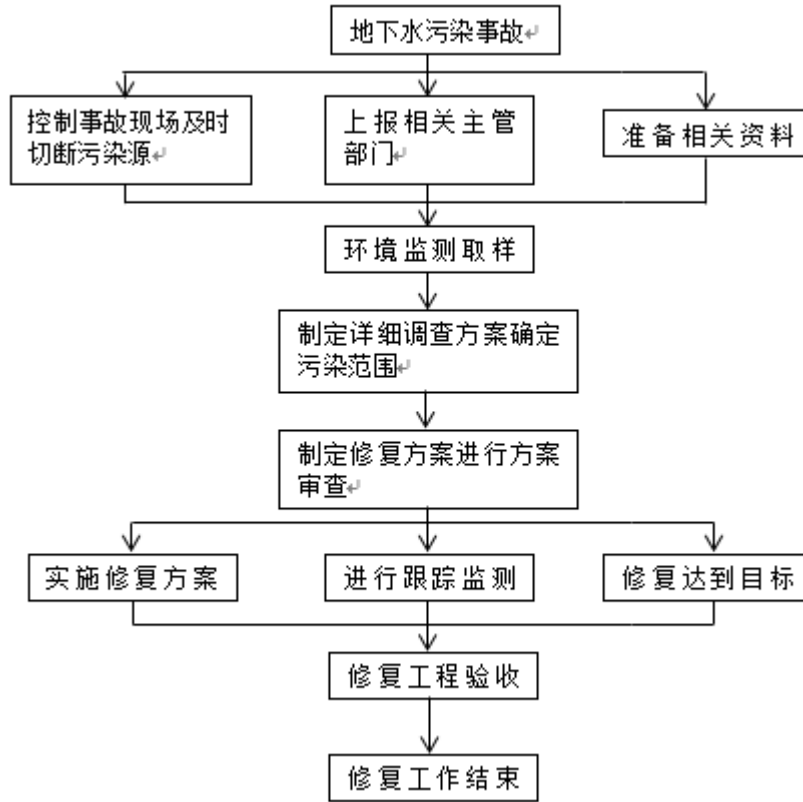 地下水污染事故↵
控制事故现场及时
切断污染源↵
上报相关主管
部门↵
准备相关资料
环境监测取样
制定详细调查方案确定
污染范围↵
制定修复方案进行方案
审查↵
实施修复方案
进行跟踪监测
修复达到目标
修复工程验收
修复工作结束